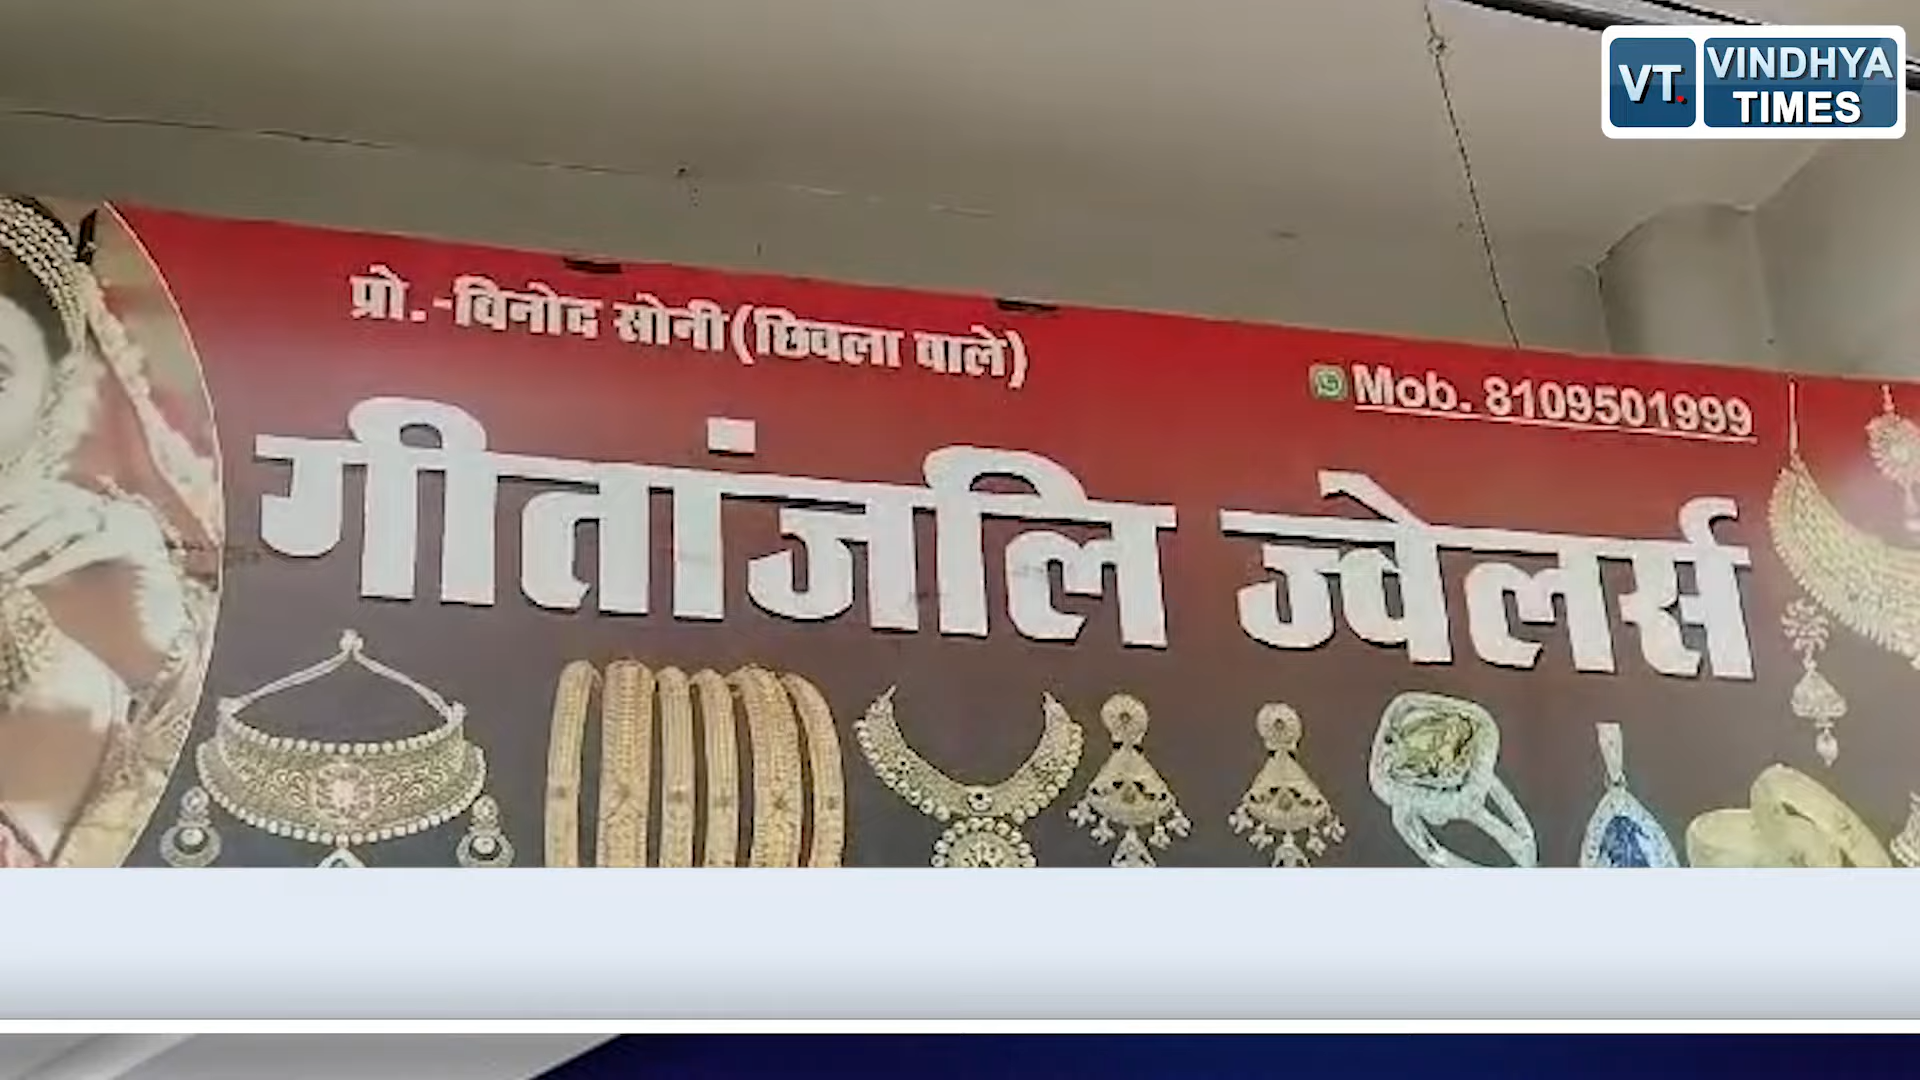 VT. VINDHYA
TIMES
प्रो.-विनोद सोनी(छिवला वाले)
Mob. 8109501999
गीतांजलि ज्वेलर्स